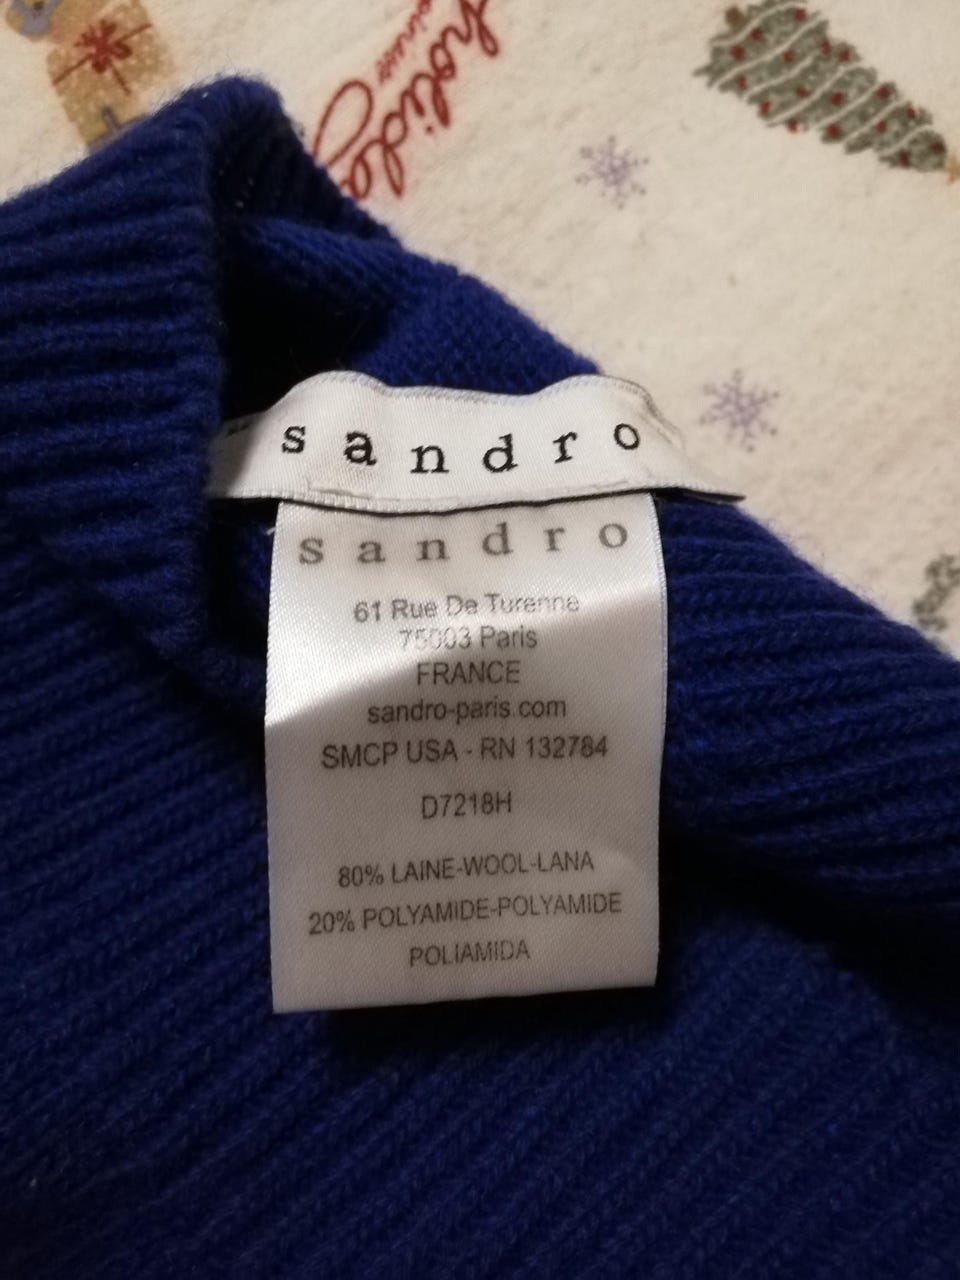 holida
sandro
sandro
61 Rue De Turenne
75003 Paris
FRANCE
sandro-paris.com
SMCP USA - RN 132784
D7218H
80% LAINE-WOOL-LANA
20% POLYAMIDE-POLYAMIDE
POLIAMIDA